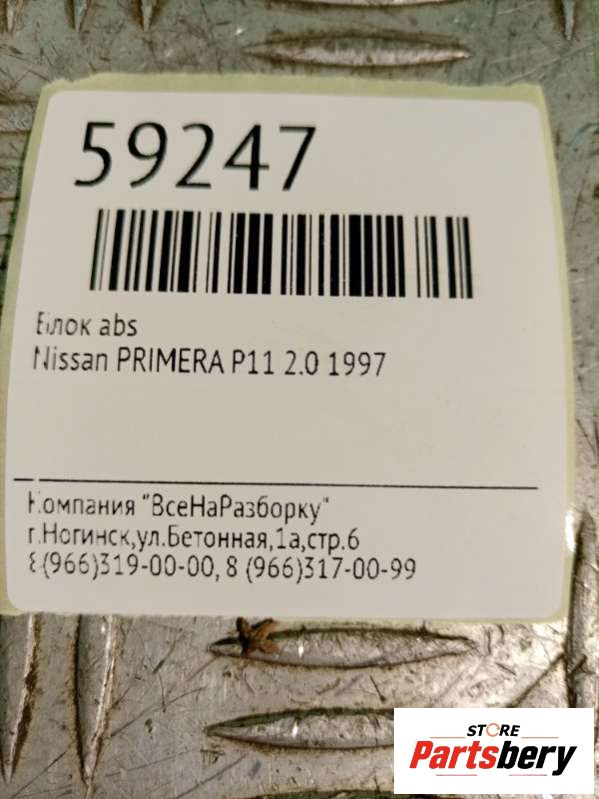 59247
Блок abs
Nissan PRIMERA P11 2.0 1997
Компания "ВсеНаРазборку"
г.Ногинск,ул.Бетонная,1а,стр.6
8 (966)319-00-00, 8 (966)317-00-99
STORE
Partsbery